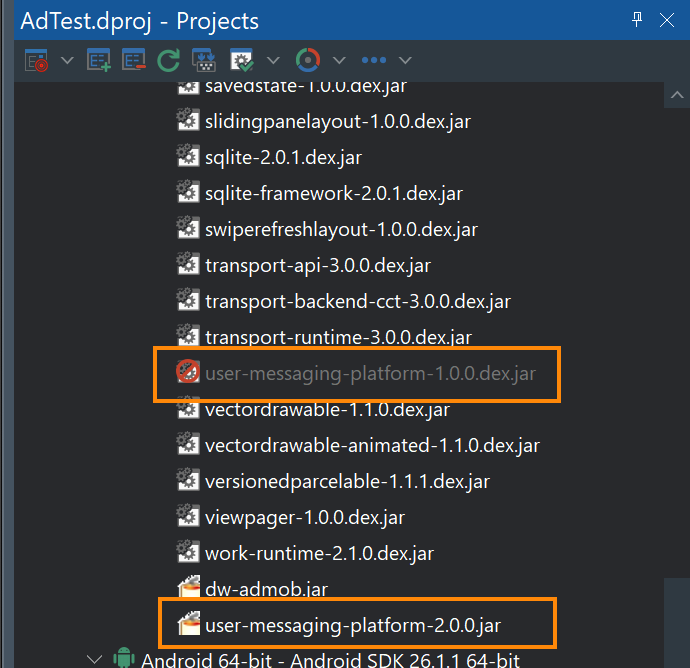 AdTest.dproj - Projects
savedstate-1.0.0.dex.jar
slidingpanelayout-1.0.0.dex.jar
sqlite-2.0.1.dex.jar
sqlite-framework-2.0.1.dex.jar
swiperefreshlayout-1.0.0.dex.jar
transport-api-3.0.0.dex.jar
transport-backend-cct-3.0.0.dex.jar
transport-runtime-3.0.0.dex.jar
user-messaging-platform-1.0.0.dex.jar
vectordrawable-1.1.0.dex.jar
vectordrawable-animated-1.1.0.dex.jar
versionedparcelable-1.1.1.dex.jar
viewpager-1.0.0.dex.jar
work-runtime-2.1.0.dex.jar
dw-admob.jar
user-messaging-platform-2.0.0.jar
Android 64-bit - Android SDK 26.1.1 64-bit